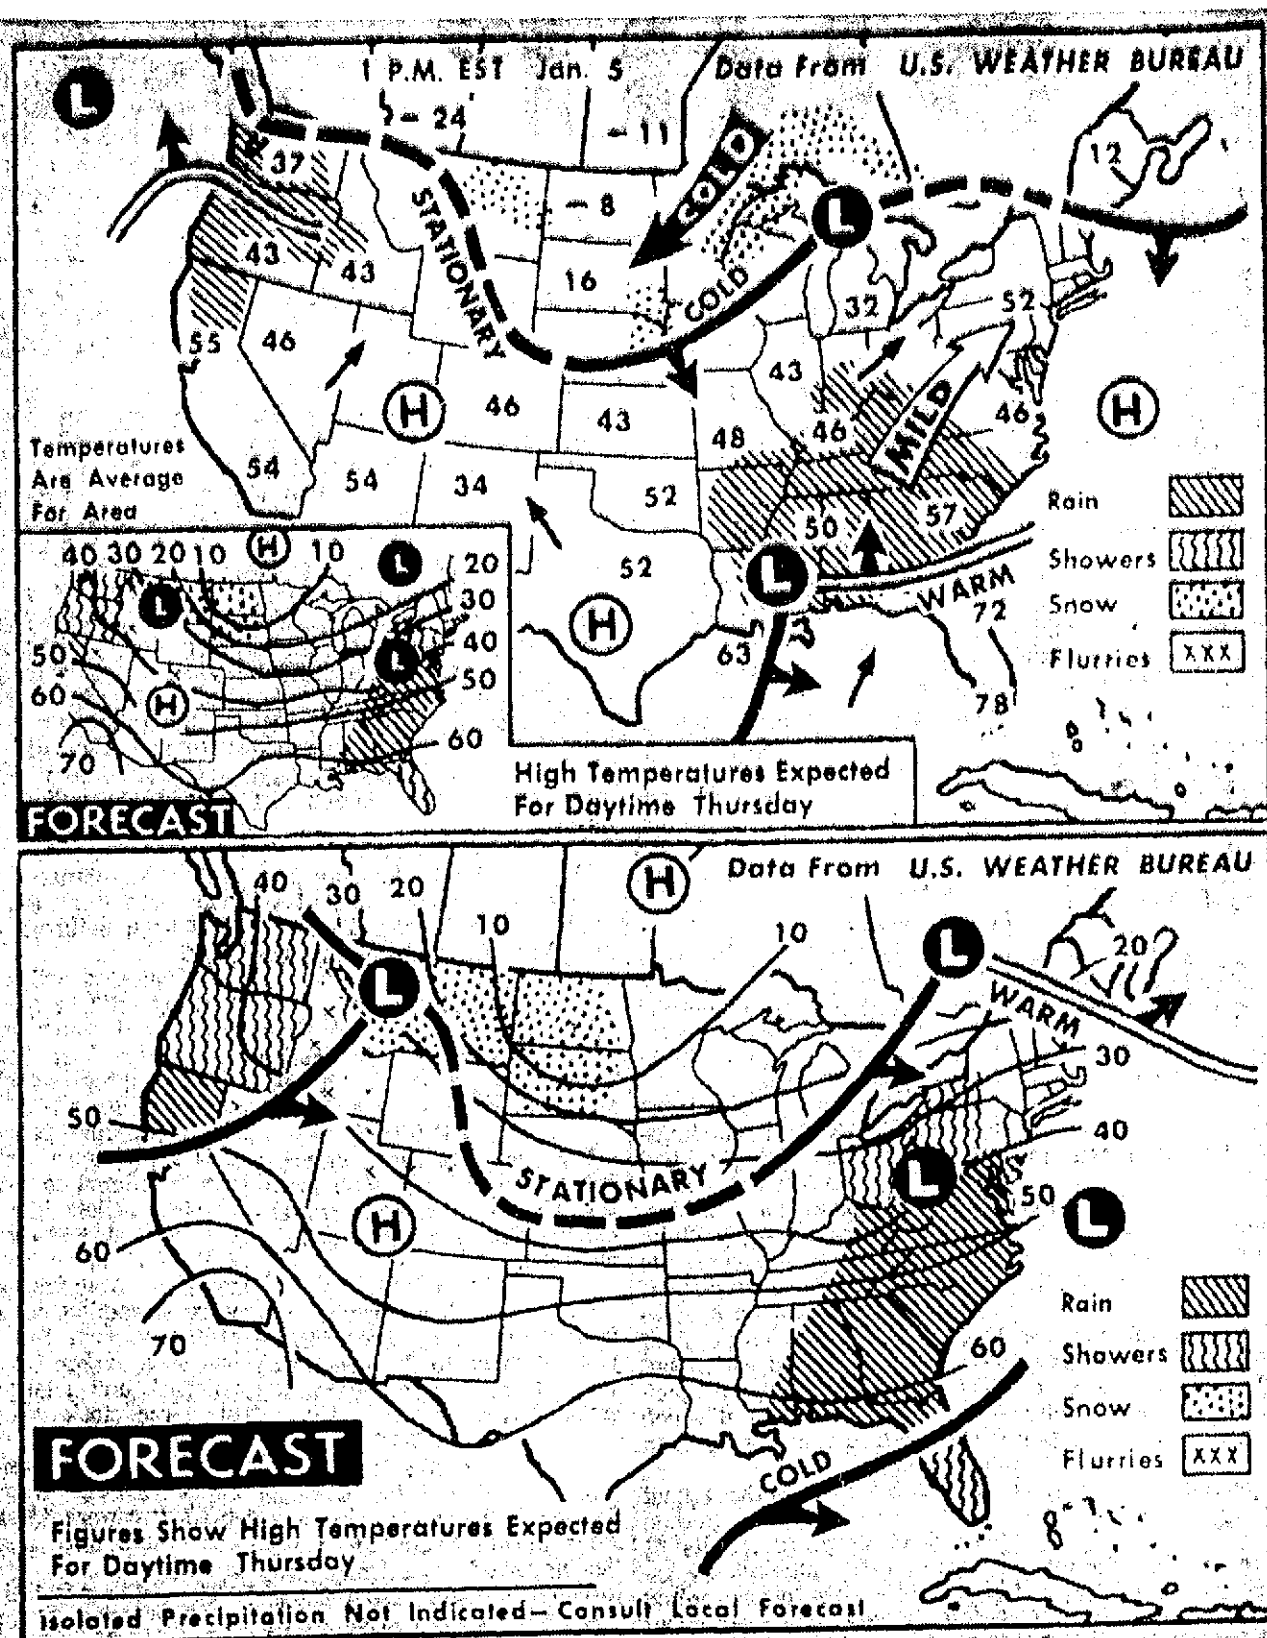 1 P.M. EST Jan. 5 Data From U.S. WEATHER BUREAU
L
- 24
- 11
COLD
12
37
STATIONARY
- 8
L
43
43
16
COLD
32
52
55
46
43
MILD
H
46
43
48
46
46
H
Temperatures
Are Average
For Area
54
54
34
52
50
57
Rain
52
L
WARM
Showers
72
Snow
H
63
Flurries
XXX
78
40 30 20 10 H 10 L 20
L
30
40
50
L
50
60
H
60
70
FORECAST
High Temperatures Expected
For Daytime Thursday
Data From U.S. WEATHER BUREAU
H
40
30
20
10
10
L
20
L
WARM
30
50
40
STATIONARY
L
50
H
L
60
70
60
Rain
Showers
Snow
Flurries
XXX
COLD
FORECAST
Figures Show High Temperatures Expected
For Daytime Thursday
Isolated Precipitation Not Indicated— Consult Local Forecast